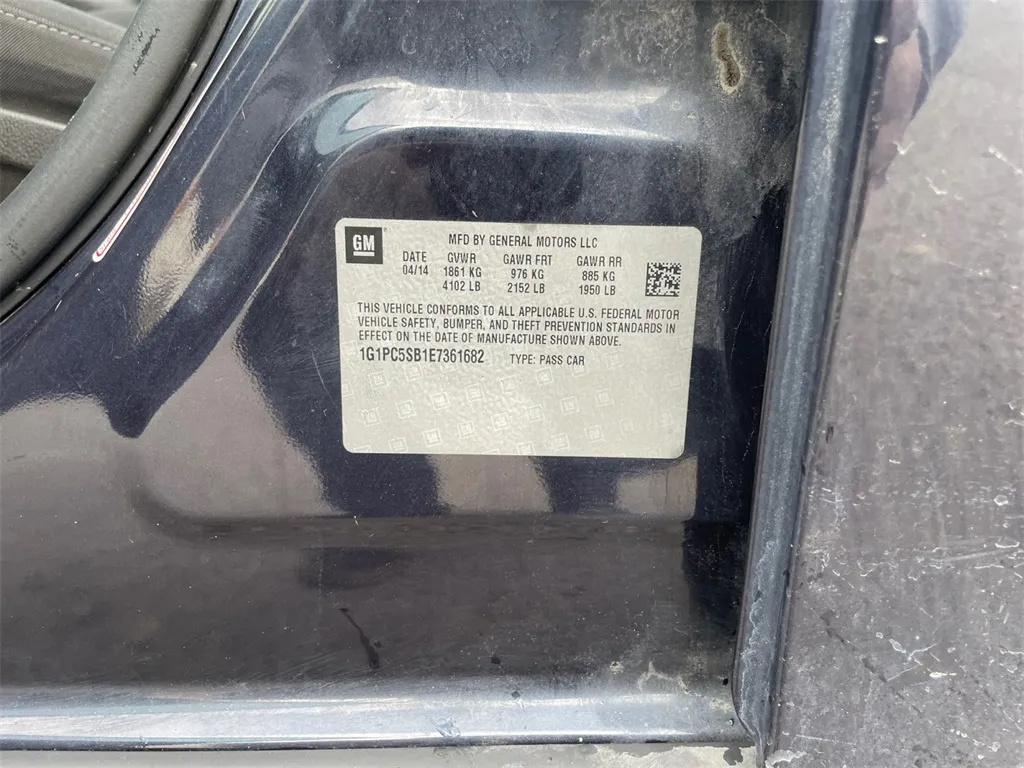 GM
MFD BY GENERAL MOTORS LLC
DATE GVWR GAWR FRT GAWR RR
04/14 1861 KG 976 KG 885 KG
4102 LB 2152 LB 1950 LB
THIS VEHICLE CONFORMS TO ALL APPLICABLE U.S. FEDERAL MOTOR
VEHICLE SAFETY, BUMPER, AND THEFT PREVENTION STANDARDS IN
EFFECT ON THE DATE OF MANUFACTURE SHOWN ABOVE.
1G1PC5SB1E7361682 TYPE: PASS CAR